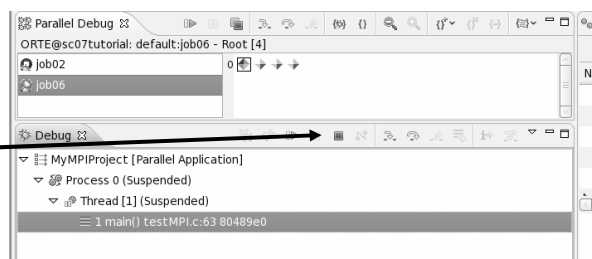 Parallel Debug
ORTE@sc07tutorial: default:job06 - Root [4]
job02
0
job06
Debug
MyMPIProject [Parallel Application]
Process 0 (Suspended)
Thread [1] (Suspended)
1 main() testMPI.c:63 80489e0
N